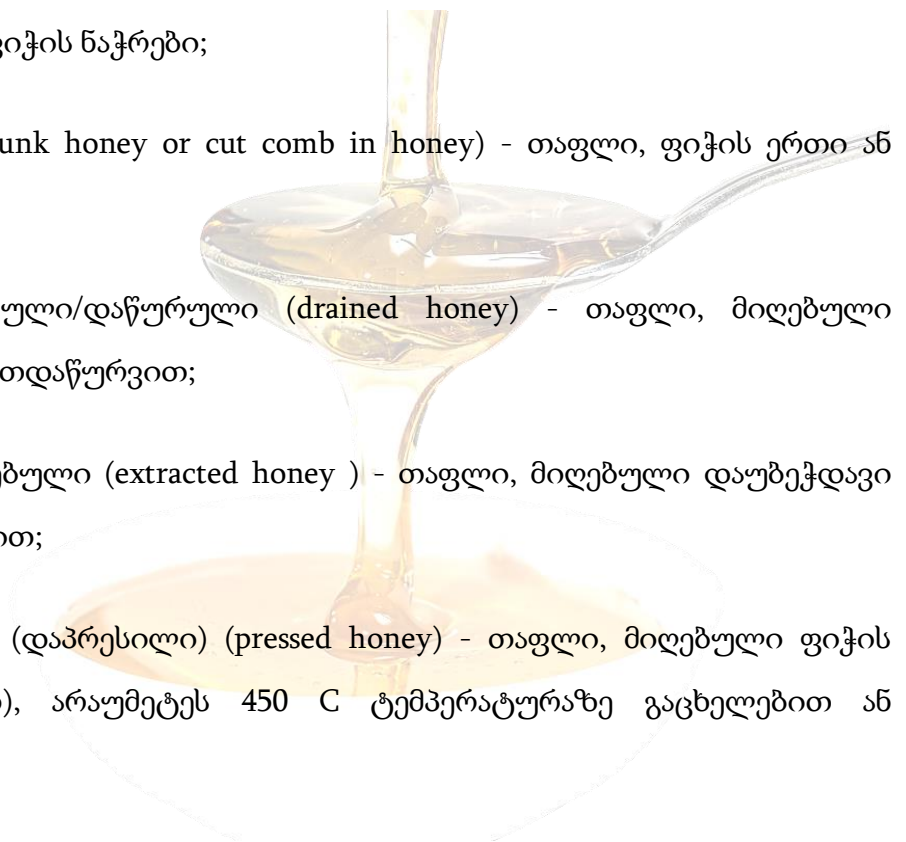 ფიჭის ნაჭრები;
unk honey or cut comb in honey) - თაფლი, ფიჭის ერთი ან
ული/დაწურული (drained honey) - თაფლი, მიღებული
თდაწურვით;
ებული (extracted honey ) - თაფლი, მიღებული დაუბეჭდავი
ით;
(დაპრესილი) (pressed honey) - თაფლი, მიღებული ფიჭის
), არაუმეტეს 450 C ტემპერატურაზე გაცხელებით ან